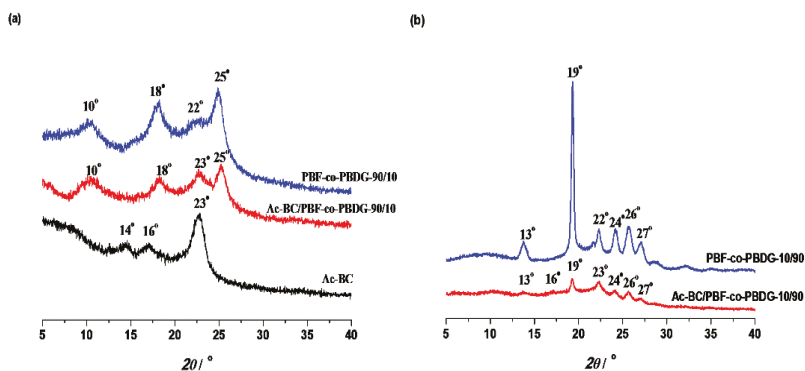 (a)
25°
18°
10°
22°
PBF-co-PBDG-90/10
10°
18°
23°
25°
Ac-BC/PBF-co-PBDG-90/10
23°
14°
16°
Ac-BC
5 10 15 20 25 30 35 40
2θ / °
(b)
19°
13°
22°
24°
26°
27°
PBF-co-PBDG-10/90
13°
16°
19°
23°
24°
26°
27°
Ac-BC/PBF-co-PBDG-10/90
5 10 15 20 25 30 35 40
2θ / °